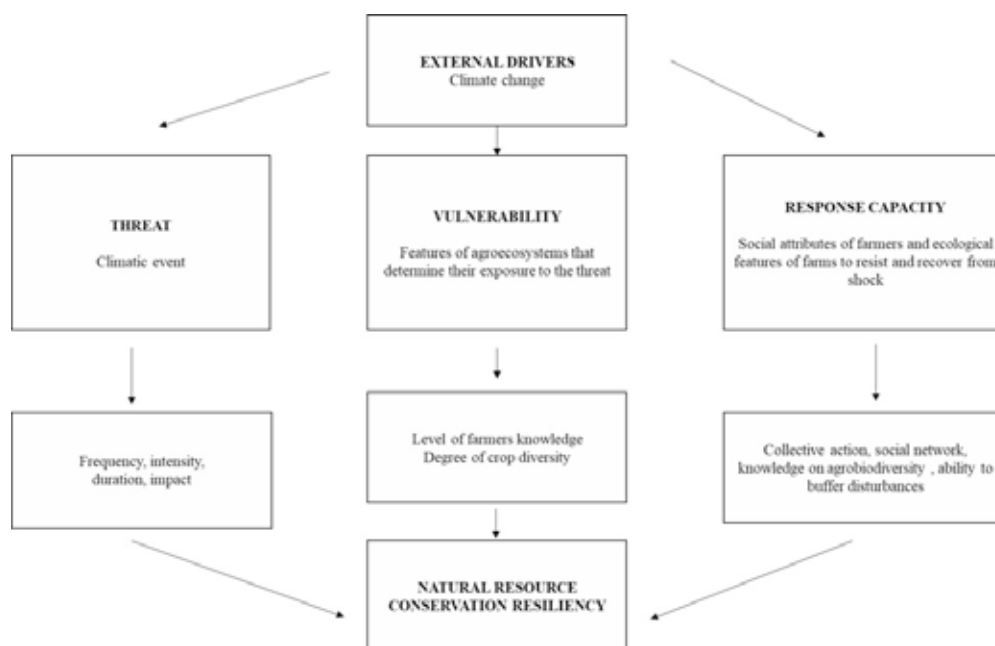 EXTERNAL DRIVERS
Climate change
THREAT
Climatic event
VULNERABILITY
Features of agroecosystems that
determine their exposure to the threat
RESPONSE CAPACITY
Social attributes of farmers and ecological
features of farms to resist and recover from
shock
Frequency, intensity,
duration, impact
Level of farmers knowledge
Degree of crop diversity
Collective action, social network,
knowledge on agrobiodiversity , ability to
buffer disturbances
NATURAL RESOURCE
CONSERVATION RESILIENCY